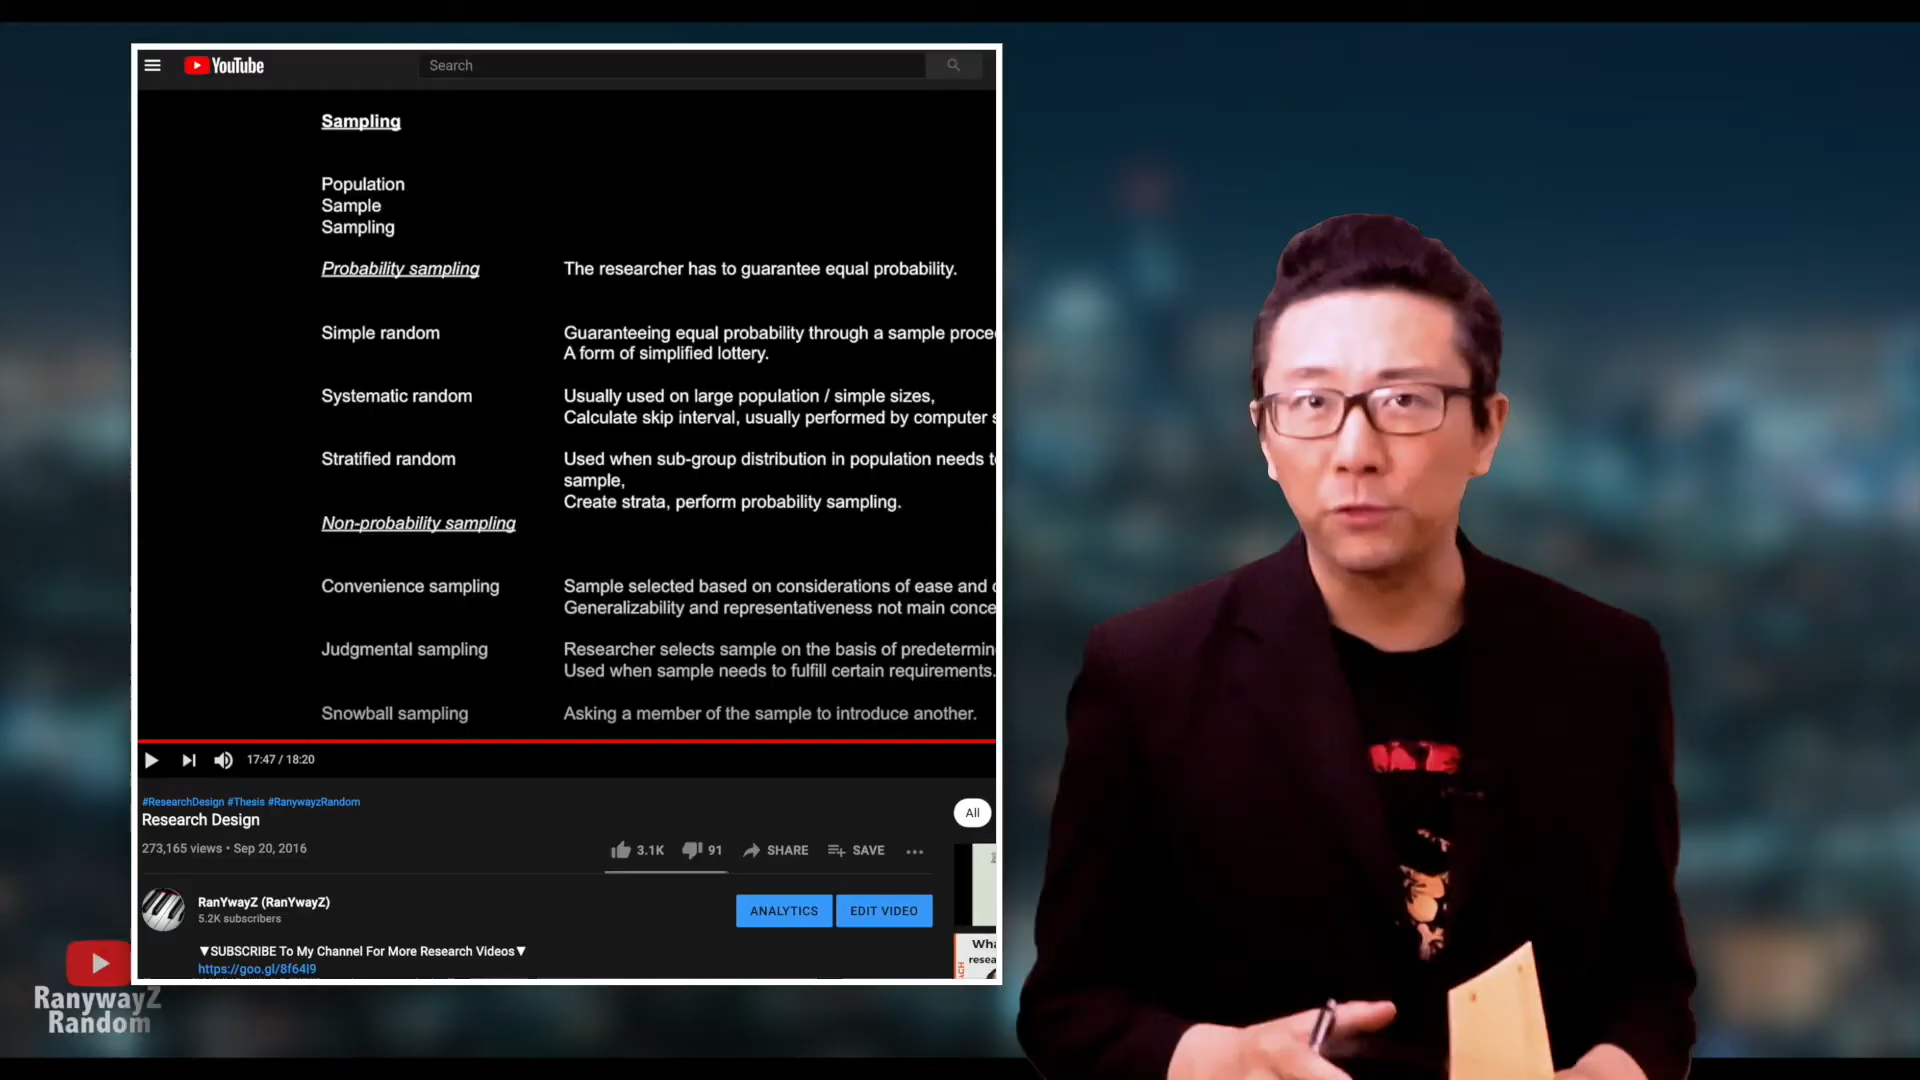 YouTube
Search
Sampling
Population
Sample
Sampling
Probability sampling The researcher has to guarantee equal probability.
Simple random Guaranteeing equal probability through a sample
A form of simplified lottery.
Systematic random Usually used on large population / simple sizes,
Calculate skip interval, usually performed by computer
Stratified random Used when sub-group distribution in population needs
sample,
Create strata, perform probability sampling.
Non-probability sampling
Convenience sampling Sample selected based on considerations of ease and
Generalizability and representativeness not main
Judgmental sampling Researcher selects sample on the basis of
Used when sample needs to fulfill certain requirements.
Snowball sampling Asking a member of the sample to introduce another.
17:47 / 18:20
#ResearchDesign #Thesis #RanywayzRandom
Research Design
All
273,165 views • Sep 20, 2016
3.1K 91 SHARE SAVE
RanYwayZ (RanYwayZ)
5.2K subscribers
ANALYTICS EDIT VIDEO
▼SUBSCRIBE To My Channel For More Research Videos▼
https://goo.gl/8f64l9
RanywayZ
Random